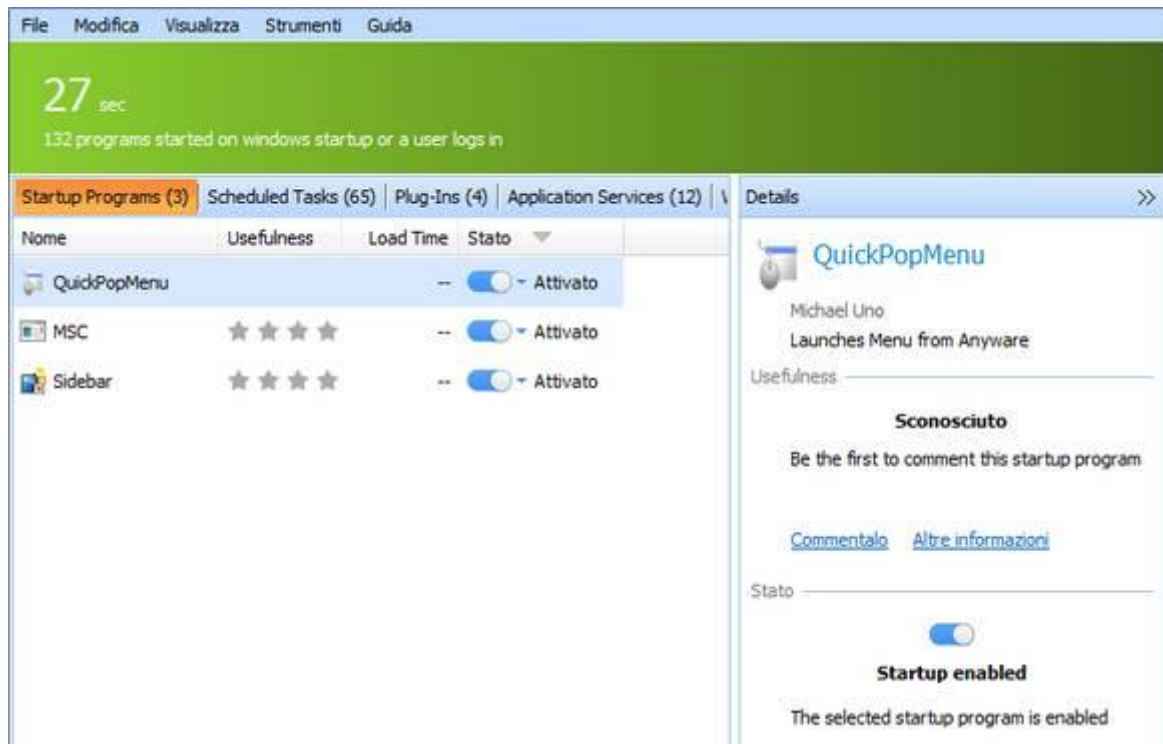 File Modifica Visualizza Strumenti Guida
27 sec
132 programs started on windows startup or a user logs in
Startup Programs (3) Scheduled Tasks (65) Plug-Ins (4) Application Services (12)
Nome Usefulness Load Time Stato
QuickPopMenu -- Attivato
MSC -- Attivato
Sidebar -- Attivato
Details >>
QuickPopMenu
Michael Uno
Launches Menu from Anyware
Usefulness
Sconosciuto
Be the first to comment this startup program
Commentalo Altre informazioni
Stato
Startup enabled
The selected startup program is enabled